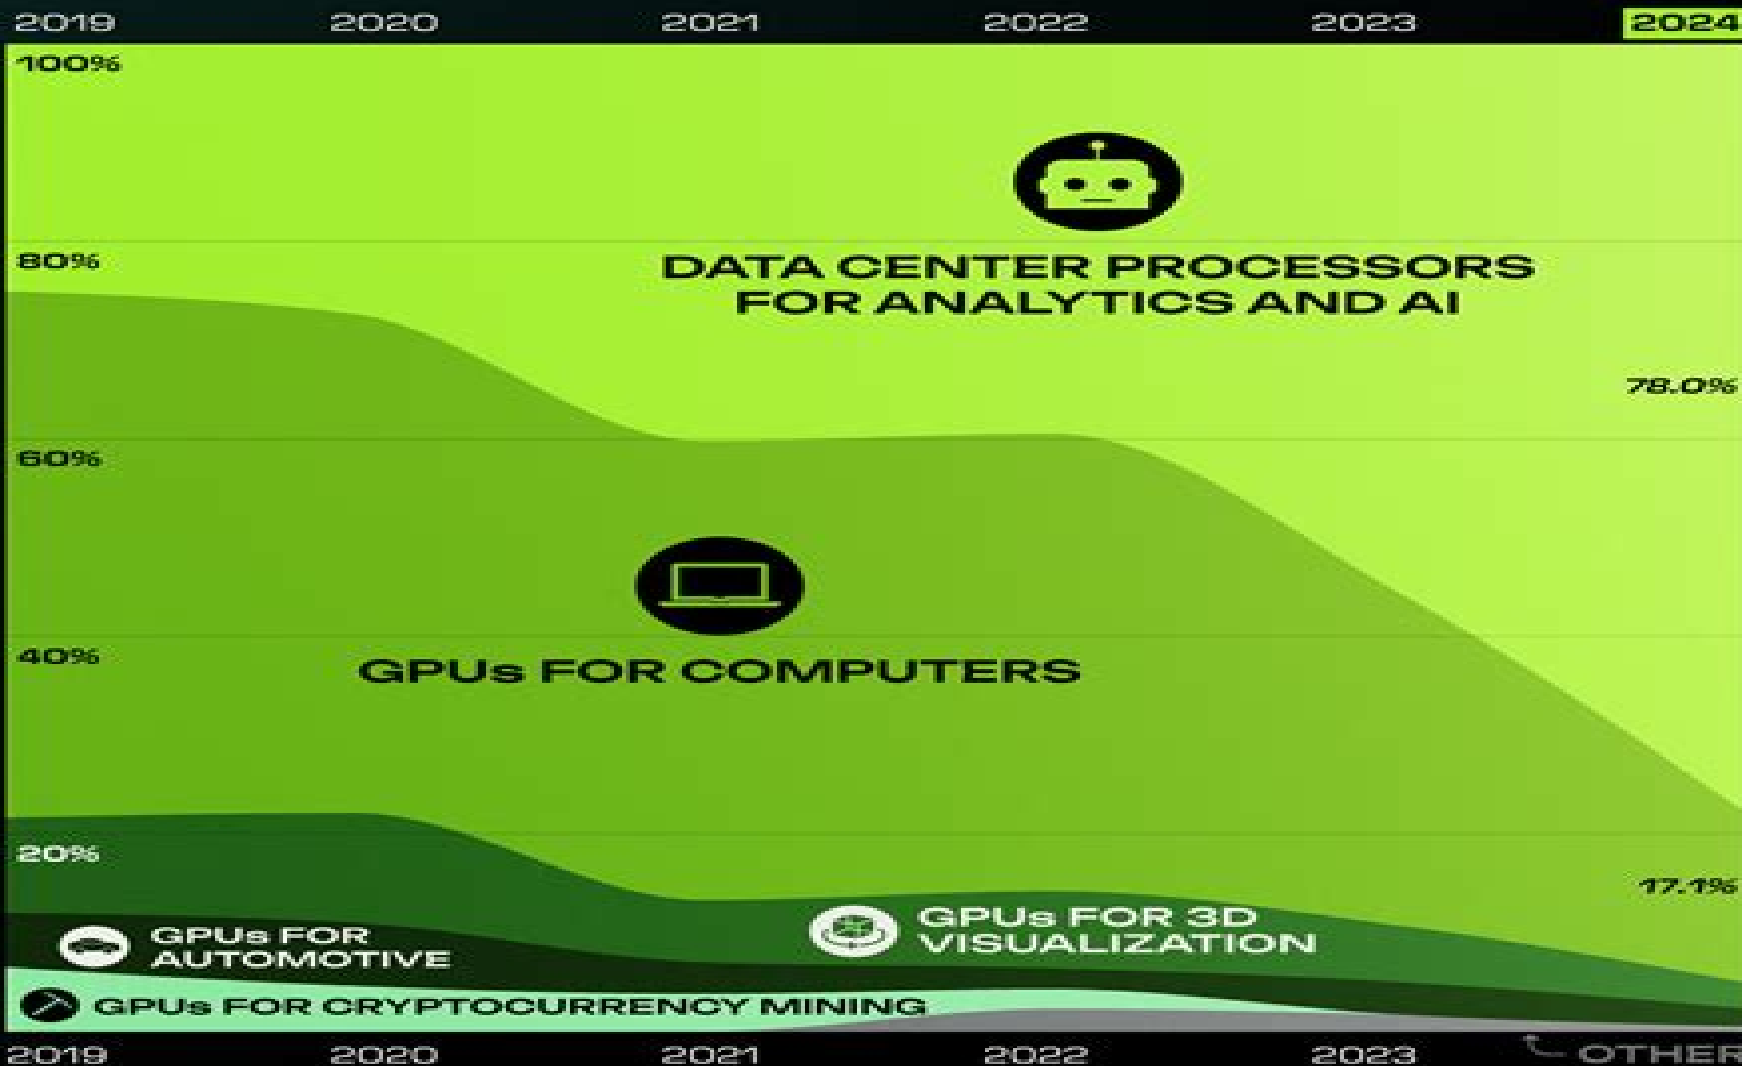 2019 2020 2021 2022 2023 2024
100%
80%
DATA CENTER PROCESSORS
FOR ANALYTICS AND AI
78.0%
60%
40%
GPUs FOR COMPUTERS
20%
17.1%
GPUs FOR 3D
VISUALIZATION
GPUs FOR
AUTOMOTIVE
GPUs FOR CRYPTOCURRENCY MINING
2019 2020 2021 2022 2023 OTHER